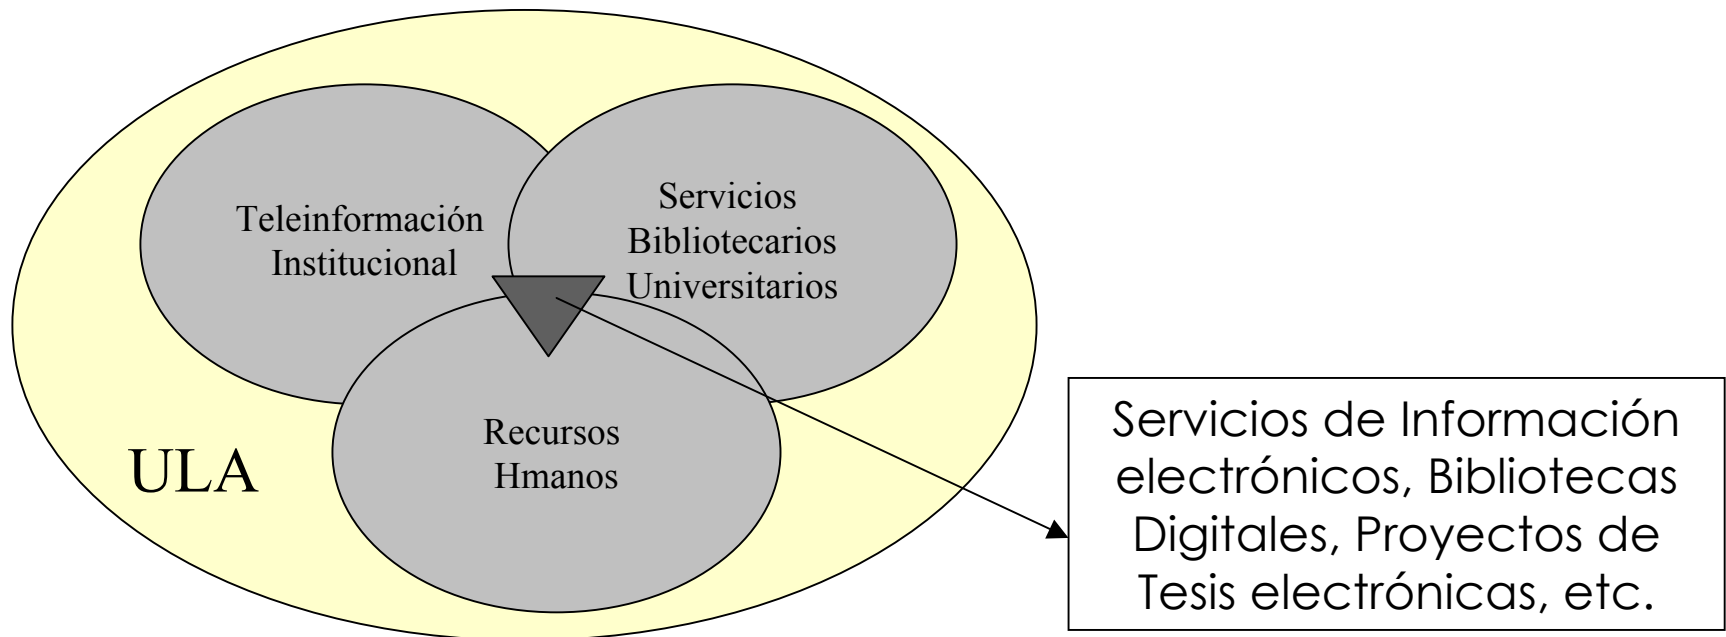 Teleinformación
Institucional
Servicios
Bibliotecarios
Universitarios
Recursos
Hmanos
ULA
Servicios de Información
electrónicos, Bibliotecas
Digitales, Proyectos de
Tesis electrónicas, etc.